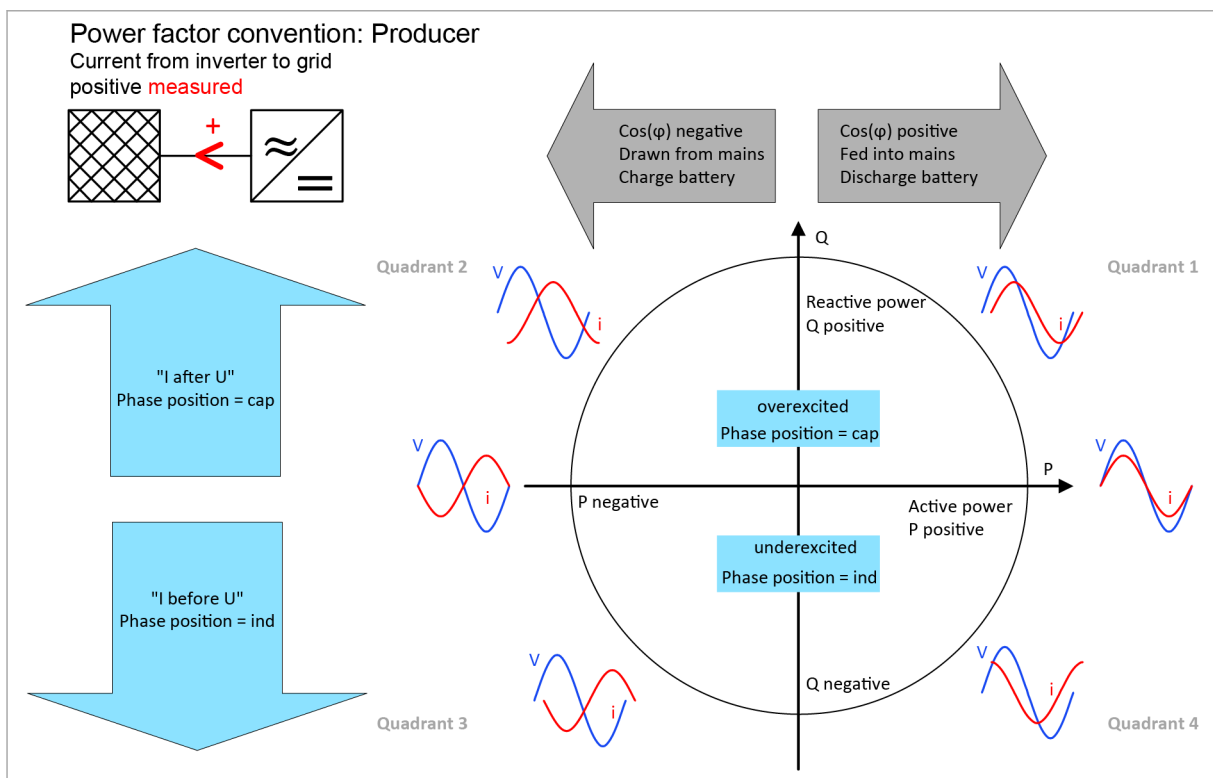 Power factor convention: Producer
Current from inverter to grid
positive measured
+
Cos(φ) negative
Drawn from mains
Charge battery
Cos(φ) positive
Fed into mains
Discharge battery
Q
Quadrant 2
Quadrant 1
V
i
V
i
Reactive power
Q positive
"I after U"
Phase position = cap
overexcited
Phase position = cap
V
i
P
V
i
P negative
Active power
P positive
underexcited
Phase position = ind
"I before U"
Phase position = ind
V
i
V
i
Q negative
Quadrant 3
Quadrant 4